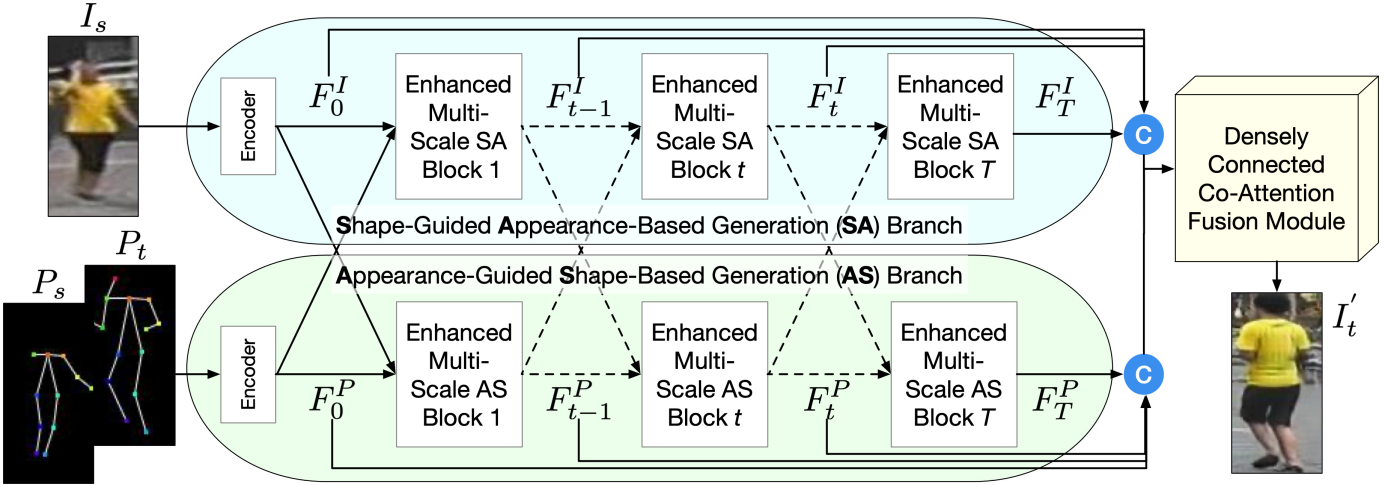 I_s
Encoder
F_0^I
Enhanced
Multi-
Scale SA
Block 1
F_{t-1}^I
Enhanced
Multi-
Scale SA
Block t
F_t^I
Enhanced
Multi-
Scale SA
Block T
F_T^I
C
Shape-Guided Appearance-Based Generation (SA) Branch
Densely
Connected
Co-Attention
Fusion Module
P_t
P_s
Appearance-Guided Shape-Based Generation (AS) Branch
Encoder
F_0^P
Enhanced
Multi-
Scale AS
Block 1
F_{t-1}^P
Enhanced
Multi-
Scale AS
Block t
F_t^P
Enhanced
Multi-
Scale AS
Block T
F_T^P
C
I_t^'